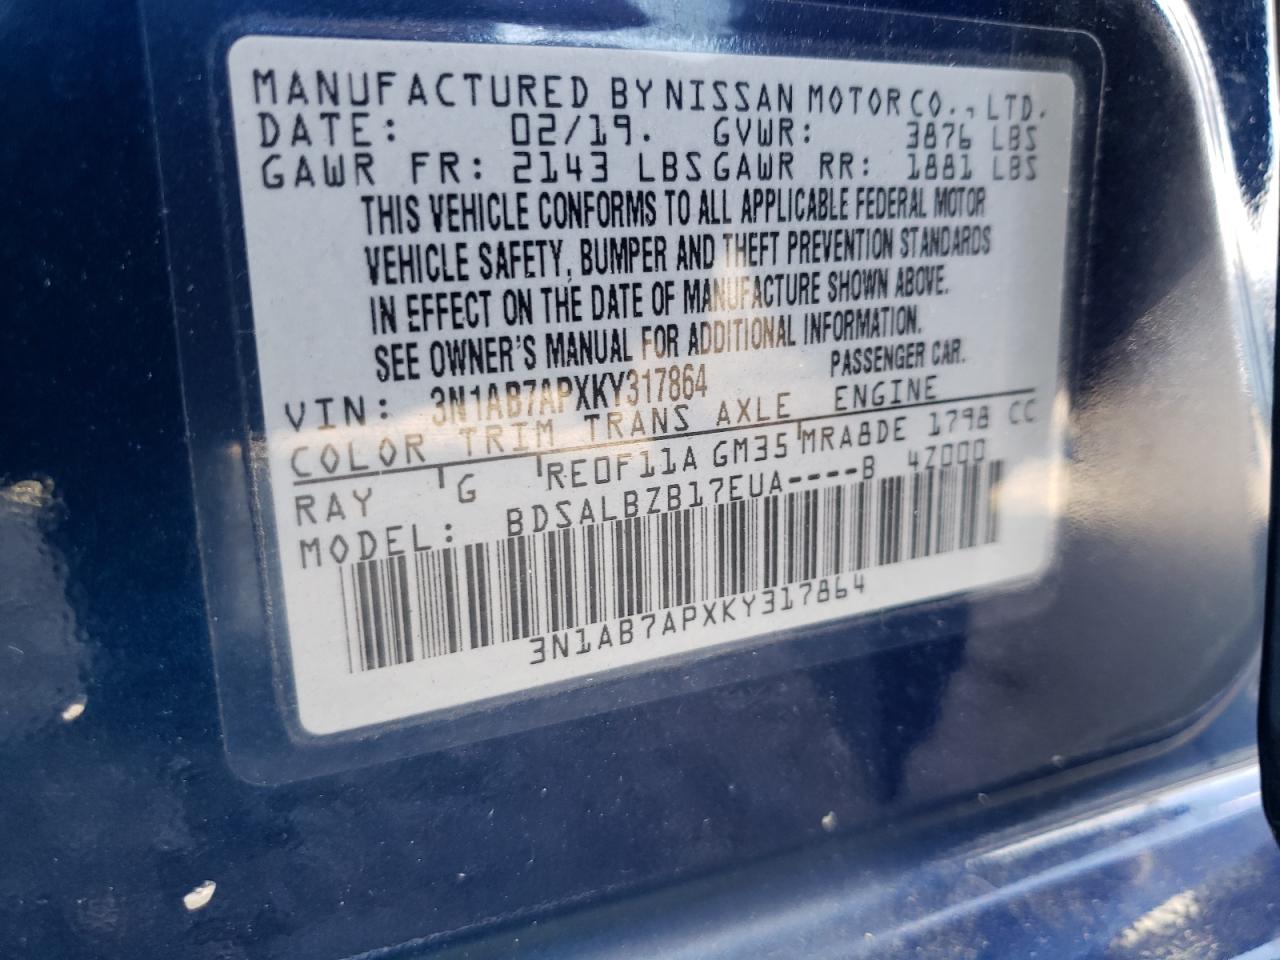 MANUFACTURED BY NISSAN MOTOR CO., LTD.
DATE: 02/19. GVWR: 3876 LBS
GAWR FR: 2143 LBS GAWR RR: 1881 LBS
THIS VEHICLE CONFORMS TO ALL APPLICABLE FEDERAL MOTOR
VEHICLE SAFETY, BUMPER AND THEFT PREVENTION STANDARDS
IN EFFECT ON THE DATE OF MANUFACTURE SHOWN ABOVE.
SEE OWNER'S MANUAL FOR ADDITIONAL INFORMATION.
VIN: 3N1AB7APXKY317864 PASSENGER CAR.
COLOR TRIM TRANS AXLE ENGINE
RAY G RE0F11A GM35 MRA8DE 1798 CC
MODEL: BDSALBZB17EUA----B 4Z000
3N1AB7APXKY317864